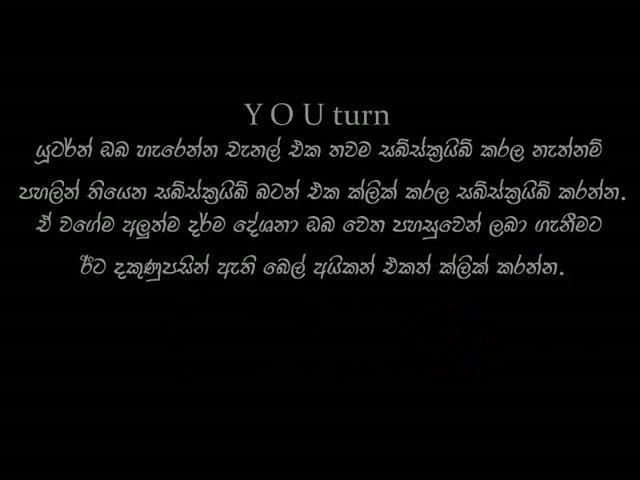 Y O U turn
යූටර්න් ඔබ හැරෙන්න චැනල් එක තවම සබ්ස්ක්‍රයිබ් කරල නැත්නම්
පහලින් තියෙන සබ්ස්ක්‍රයිබ් බටන් එක ක්ලික් කරල සබ්ස්ක්‍රයිබ් කරන්න.
ඒ වගේම අලුත්ම දර්ම දේශනා ඔබ වෙත පහසුවෙන් ලබා ගැනීමට
ඊට දකුණුපසින් ඇති බෙල් අයිකන් එකත් ක්ලික් කරන්න.